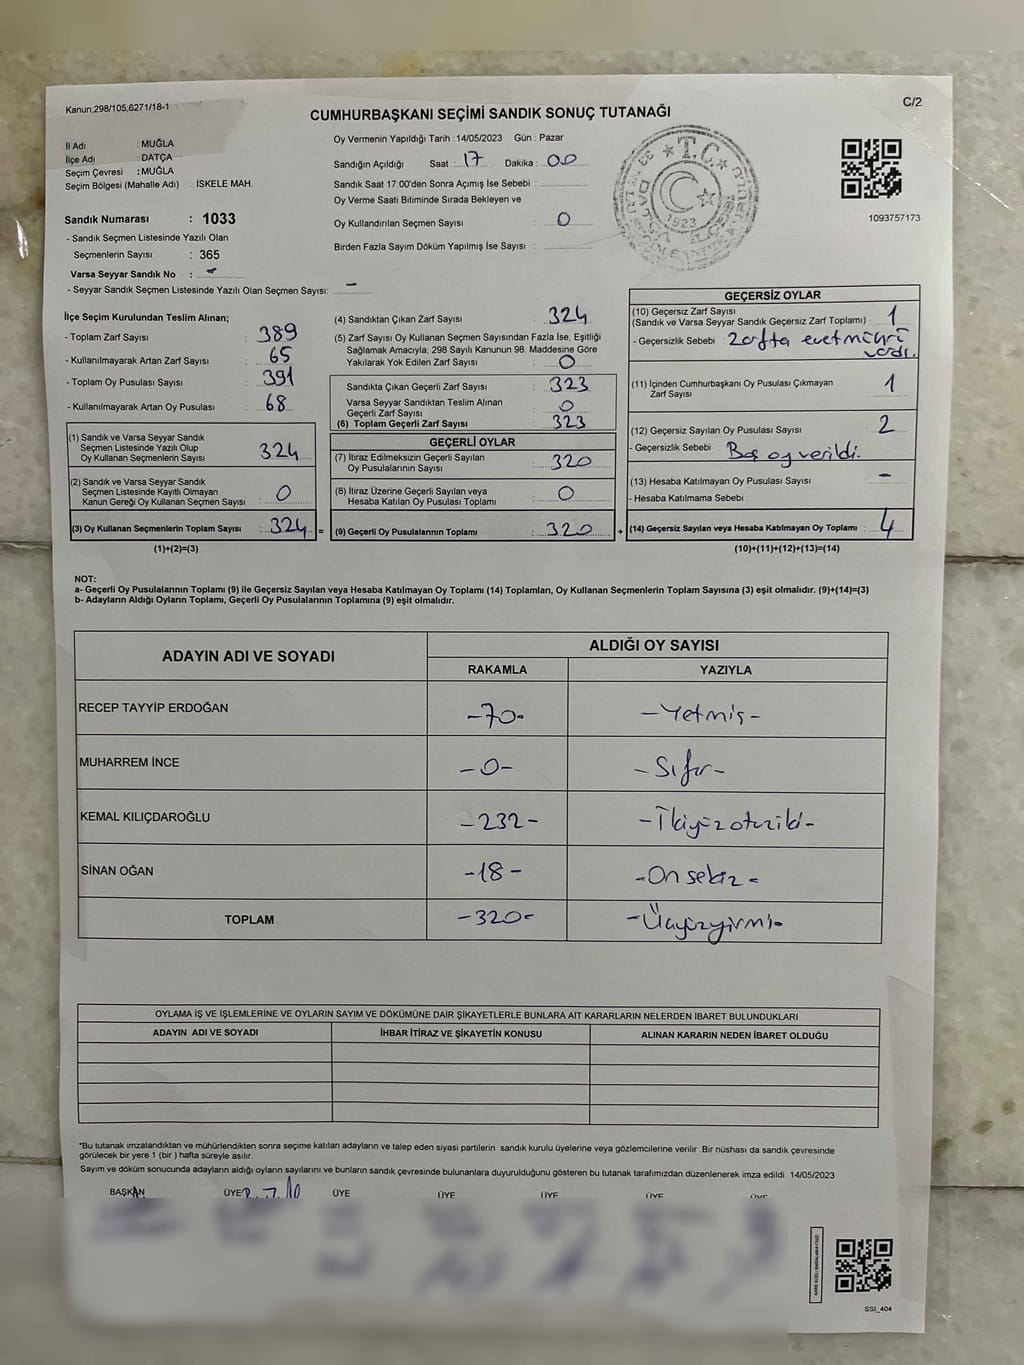 Kanun;298/105,6271/18-1
C/2
CUMHURBAŞKANI SEÇİMİ SANDIK SONUÇ TUTANAĞI
İl Adı : MUĞLA
İlçe Adı : DATÇA
Seçim Çevresi : MUĞLA
Seçim Bölgesi (Mahalle Adı) : İSKELE MAH.
Sandık Numarası : 1033
- Sandık Seçmen Listesinde Yazılı Olan
Seçmenlerin Sayısı : 365
Varsa Seyyar Sandık No : -
- Seyyar Sandık Seçmen Listesinde Yazılı Olan Seçmen Sayısı: -
Oy Vermenin Yapıldığı Tarih :14/05/2023 Gün : Pazar
Sandığın Açıldığı Saat : 17 Dakika : 00
Sandık Saat 17:00'den Sonra Açımış İse Sebebi :
Oy Verme Saati Bitiminde Sırada Bekleyen ve
Oy Kullandırılan Seçmen Sayısı : 0
Birden Fazla Sayım Döküm Yapılmış İse Sayısı :
T.C.
1923
1093757173
İlçe Seçim Kurulundan Teslim Alınan;
- Toplam Zarf Sayısı : 389
- Kullanılmayarak Artan Zarf Sayısı : 65
- Toplam Oy Pusulası Sayısı : 391
- Kullanılmayarak Artan Oy Pusulası : 68
(1) Sandık ve Varsa Seyyar Sandık
Seçmen Listesinde Yazılı Olup
Oy Kullanan Seçmenlerin Sayısı : 324
(2) Sandık ve Varsa Seyyar Sandık
Seçmen Listesinde Kayıtlı Olmayan
Kanun Gereği Oy Kullanan Seçmen Sayısı : 0
(3) Oy Kullanan Seçmenlerin Toplam Sayısı : 324 =
(1)+(2)=(3)
(4) Sandıktan Çıkan Zarf Sayısı : 324
(5) Zarf Sayısı Oy Kullanan Seçmen Sayısından Fazla İse, Eşitliği
Sağlamak Amacıyla; 298 Sayılı Kanunun 98. Maddesine Göre
Yakılarak Yok Edilen Zarf Sayısı : 0
Sandıkta Çıkan Geçerli Zarf Sayısı : 323
Varsa Seyyar Sandıktan Teslim Alınan
Geçerli Zarf Sayısı : 0
(6) Toplam Geçerli Zarf Sayısı : 323
GEÇERLİ OYLAR
(7) İtiraz Edilmeksizin Geçerli Sayılan
Oy Pusulalarının Sayısı : 320
(8) İtiraz Üzerine Geçerli Sayılan veya
Hesaba Katılan Oy Pusulası Toplamı : 0
(9) Geçerli Oy Pusulalarının Toplamı : 320 +
GEÇERSİZ OYLAR
(10) Geçersiz Zarf Sayısı
(Sandık ve Varsa Seyyar Sandık Geçersiz Zarf Toplamı) : 1
- Geçersizlik Sebebi : Zarfta evet mührü
vardı.
(11) İçinden Cumhurbaşkanı Oy Pusulası Çıkmayan
Zarf Sayısı : 1
(12) Geçersiz Sayılan Oy Pusulası Sayısı : 2
- Geçersizlik Sebebi : Boş oy verildi.
(13) Hesaba Katılmayan Oy Pusulası Sayısı : -
- Hesaba Katılmama Sebebi :
(14) Geçersiz Sayılan veya Hesaba Katılmayan Oy Toplamı : 4
(10)+(11)+(12)+(13)=(14)
NOT:
a- Geçerli Oy Pusulalarının Toplamı (9) ile Geçersiz Sayılan veya Hesaba Katılmayan Oy Toplamı (14) Toplamları, Oy Kullanan Seçmenlerin Toplam Sayısına (3) eşit olmalıdır. (9)+(14)=(3)
b- Adayların Aldığı Oyların Toplamı, Geçerli Oy Pusulalarının Toplamına (9) eşit olmalıdır.
ADAYIN ADI VE SOYADI
ALDIĞI OY SAYISI
RAKAMLA YAZIYLA
RECEP TAYYİP ERDOĞAN -70- -Yetmiş-
MUHARREM İNCE -0- -Sıfır-
KEMAL KILIÇDAROĞLU -232- -İkiyüzotuziki-
SİNAN OĞAN -18- -Onsekiz-
TOPLAM -320- -Üçyüzyirmi-
OYLAMA İŞ VE İŞLEMLERİNE VE OYLARIN SAYIM VE DÖKÜMÜNE DAİR ŞİKAYETLERLE BUNLARA AİT KARARLARIN NELERDEN İBARET BULUNDUKLARI
ADAYIN ADI VE SOYADI İHBAR İTİRAZ VE ŞİKAYETİN KONUSU ALINAN KARARIN NEDEN İBARET OLDUĞU
*Bu tutanak imzalandıktan ve mühürlendikten sonra seçime katılan adayların ve talep eden siyasi partilerin sandık kurulu üyelerine veya gözlemcilerine verilir. Bir nüshası da sandık çevresinde
görülecek bir yere 1 (bir ) hafta süreyle asılır.
Sayım ve döküm sonucunda adayların aldığı oyların sayılarını ve bunların sandık çevresinde bulunanlara duyurulduğunu gösteren bu tutanak tarafımızdan düzenlenerek imza edildi. 14/05/2023
BAŞKAN ÜYE ÜYE ÜYE ÜYE ÜYE ÜYE
SSI_404